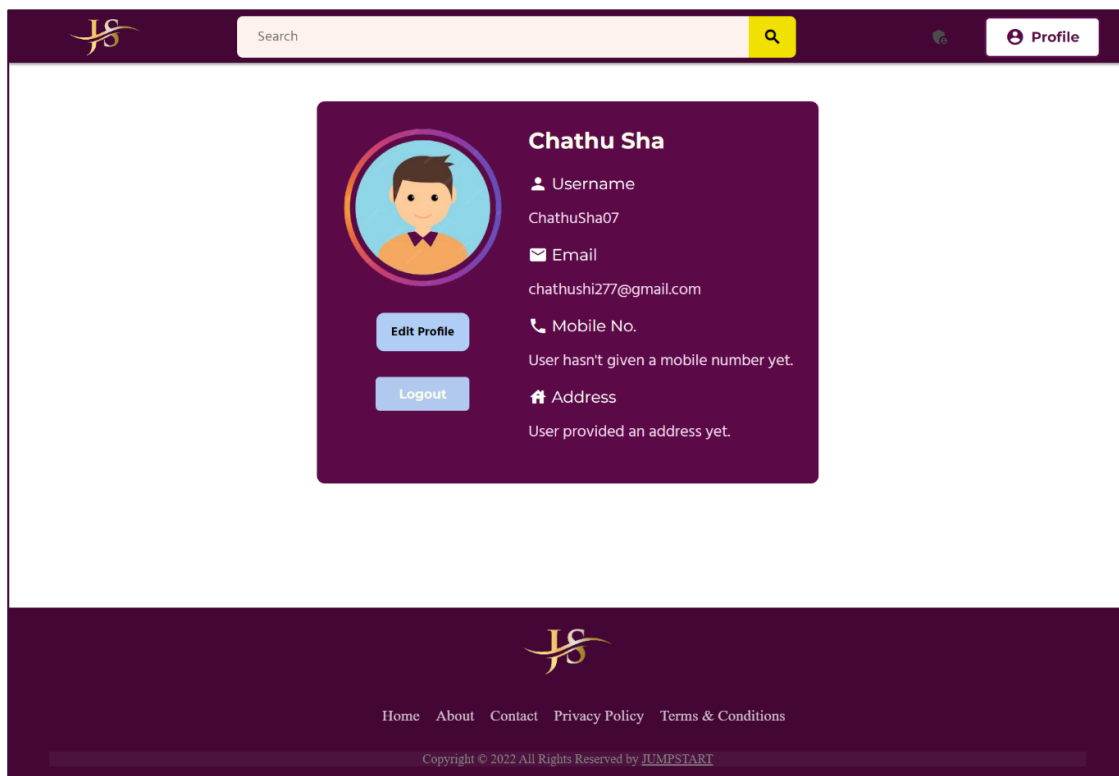 JS
Search
Profile
Chathu Sha
Username
ChathuSha07
Email
chathushi277@gmail.com
Mobile No.
User hasn't given a mobile number yet.
Address
User provided an address yet.
Edit Profile
Logout
JS
Home About Contact Privacy Policy Terms & Conditions
Copyright © 2022 All Rights Reserved by JUMPSTART